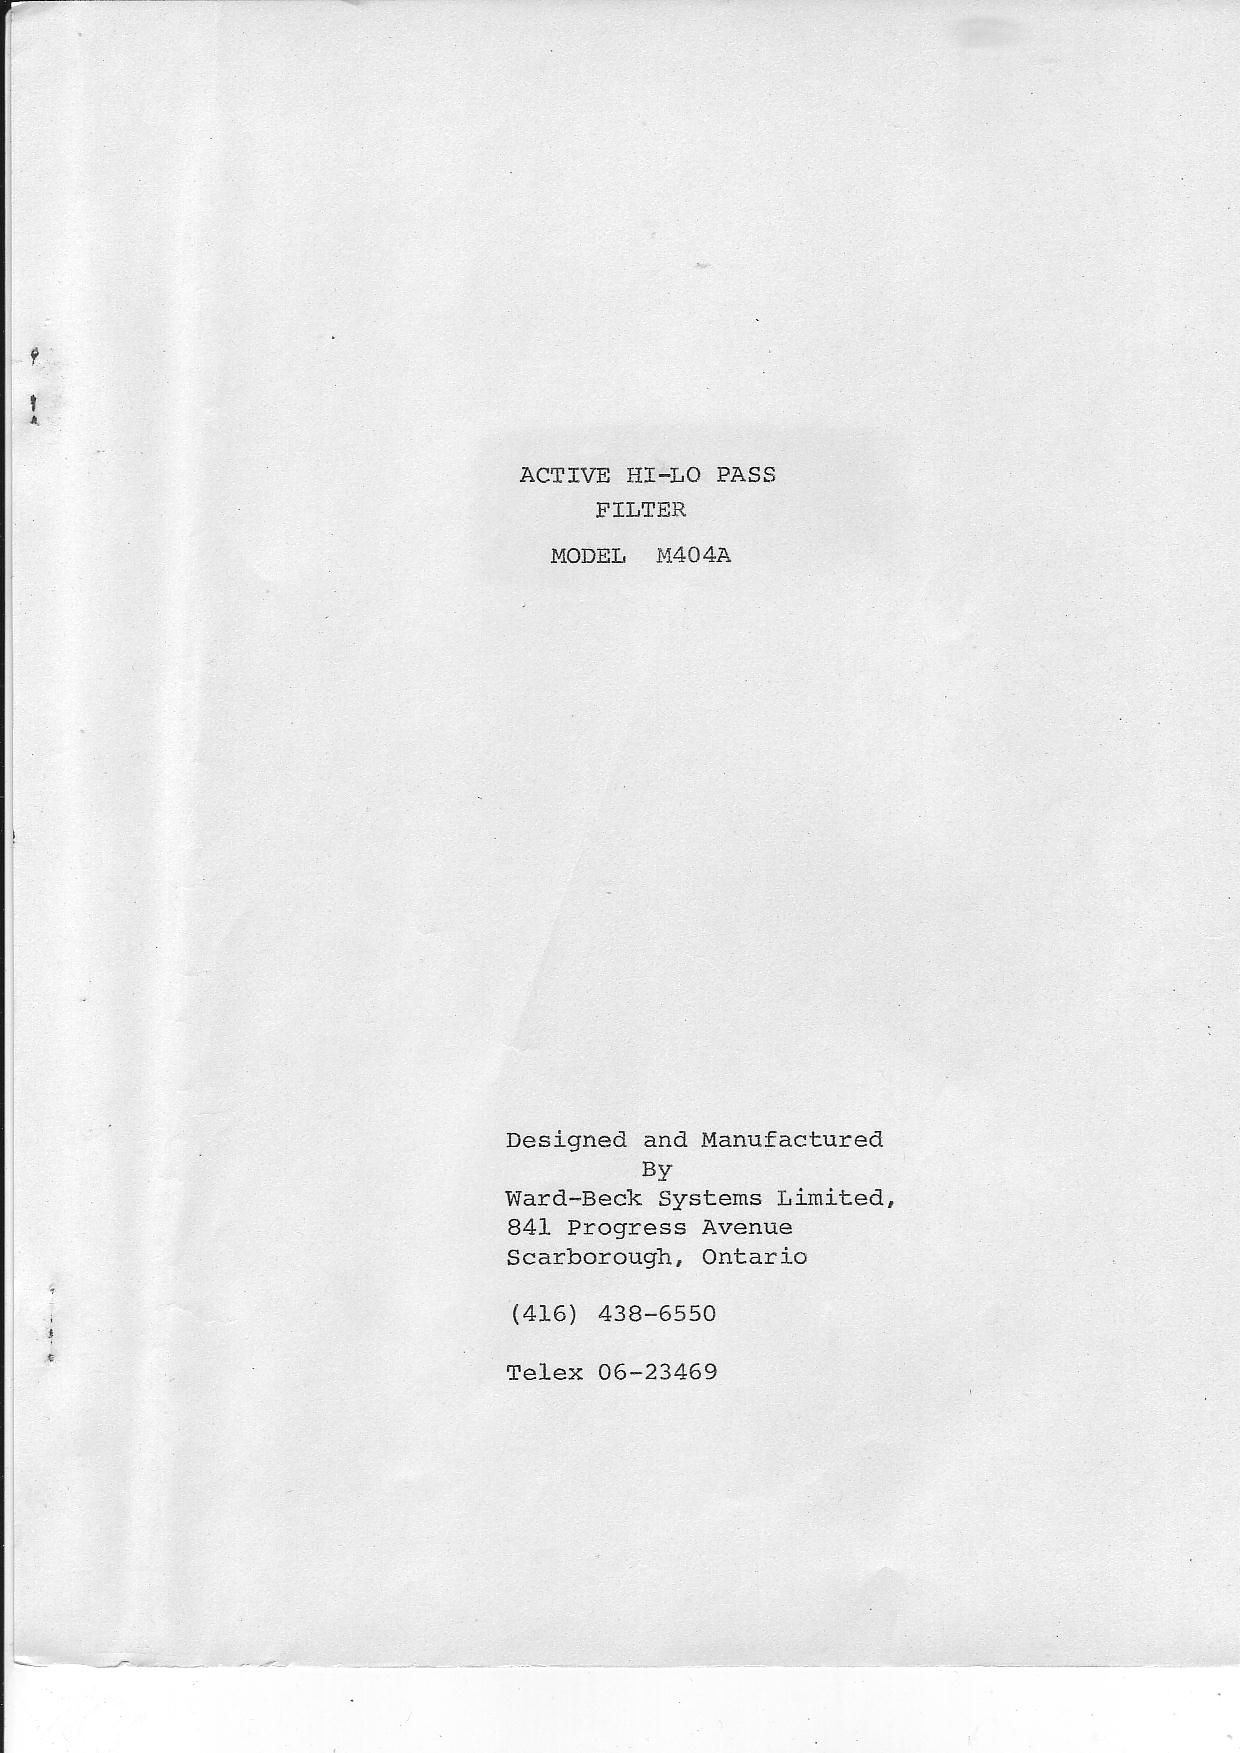 ACTIVE HI-LO PASS
FILTER
MODEL M404A
Designed and Manufactured
By
Ward-Beck Systems Limited,
841 Progress Avenue
Scarborough, Ontario
(416) 438-6550
Telex 06-23469